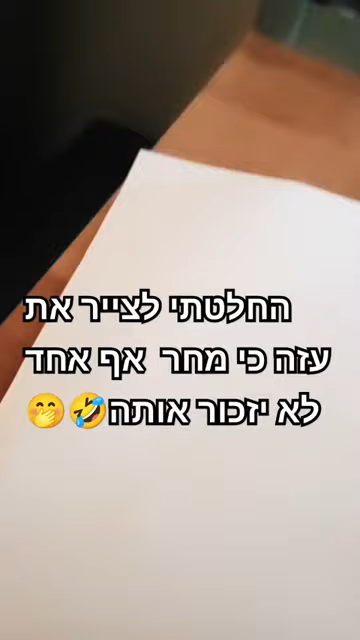 החלטתי לצייר את
עזה כי מחר אף אחד
לא יזכור אותה🤣🤭